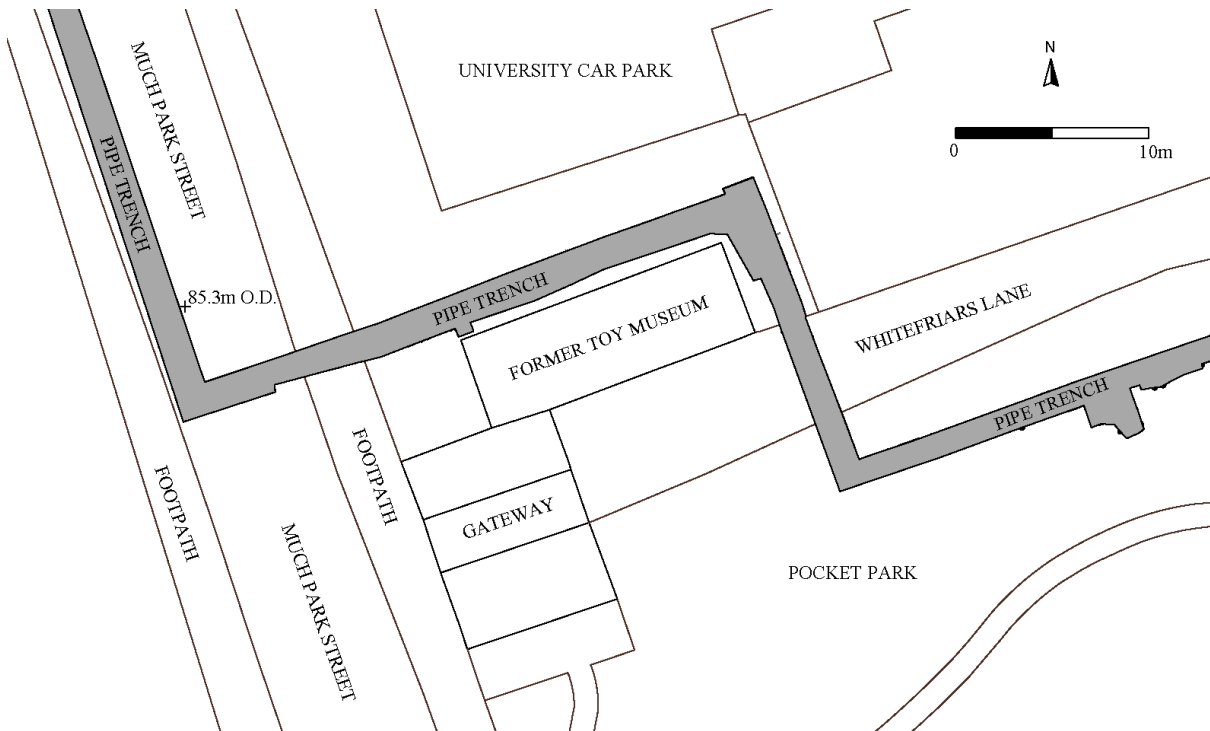 N
UNIVERSITY CAR PARK
MUCH PARK STREET
0 10m
PIPE TRENCH
85.3m O.D.
PIPE TRENCH
FORMER TOY MUSEUM
WHITEFRIARS LANE
PIPE TRENCH
FOOTPATH
FOOTPATH
GATEWAY
MUCH PARK STREET
POCKET PARK